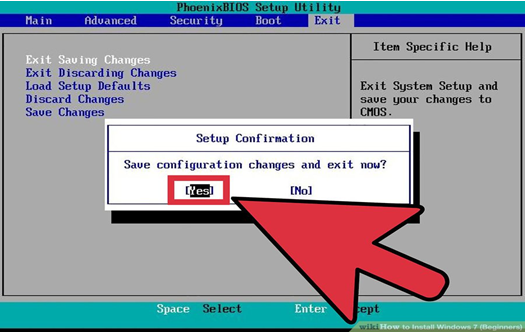 PhoenixBIOS Setup Utility
Main Advanced Security Boot Exit
Item Specific Help
Exit Saving Changes
Exit Discarding Changes
Load Setup Defaults
Discard Changes
Save Changes
Exit System Setup and
save your changes to
CMOS.
Setup Confirmation
Save configuration changes and exit now?
[Yes] [No]
Space Select Enter cept
wikiHow to Install Windows 7 (Beginners)